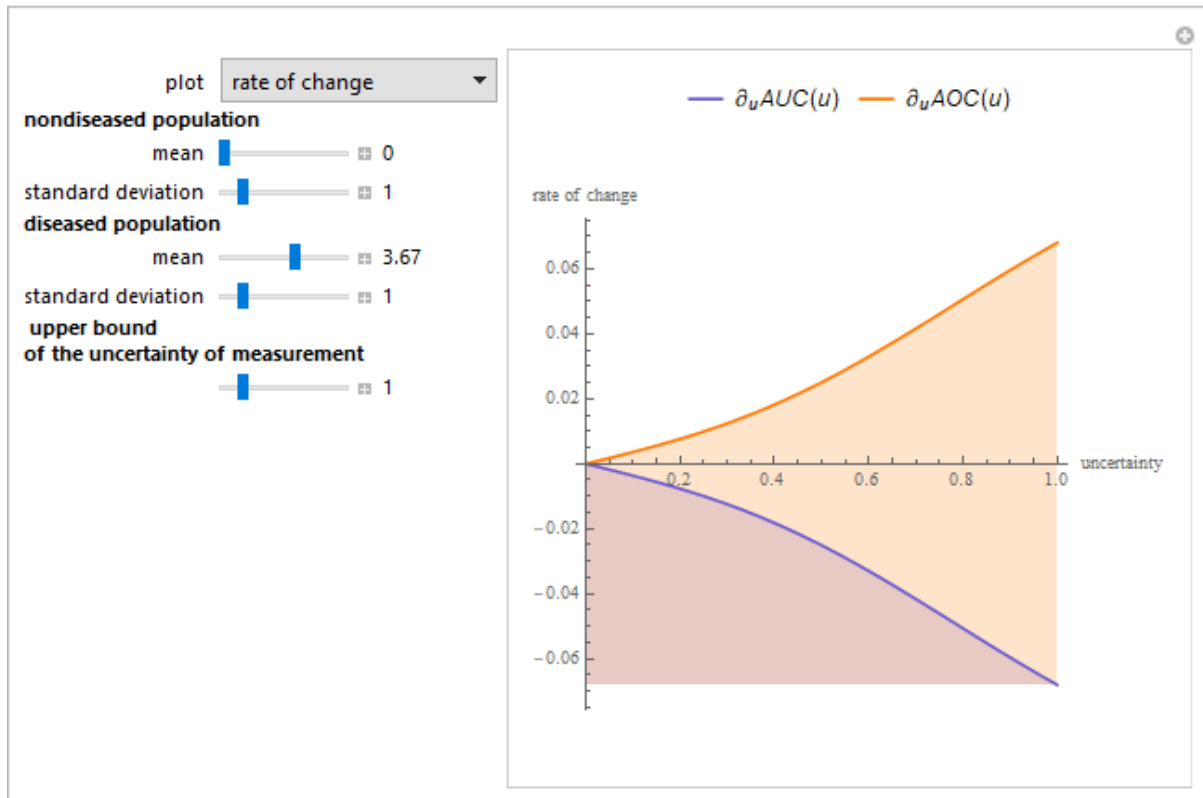 plot rate of change
nondiseased population
mean 0
standard deviation 1
diseased population
mean 3.67
standard deviation 1
upper bound
of the uncertainty of measurement
1
∂uAUC(u) ∂uAOC(u)
rate of change
0.06
0.04
0.02
uncertainty
0.2 0.4 0.6 0.8 1.0
−0.02
−0.04
−0.06